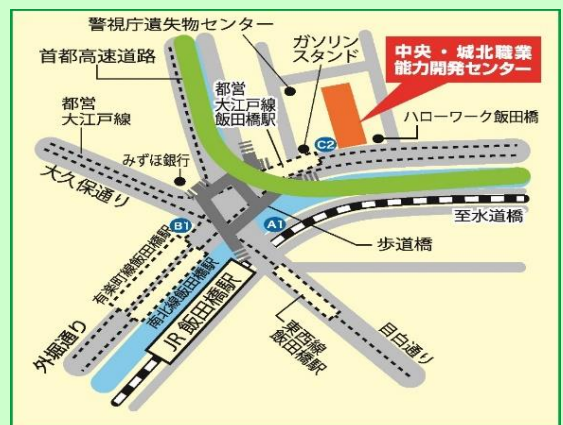 警視庁遺失物センター
首都高速道路
ガソリン
スタンド
中央・城北職業
能力開発センター
都営
大江戸線
都営
大江戸線
飯田橋駅
ハローワーク飯田橋
みずほ銀行
C2
大久保通り
B1
A1
至水道橋
歩道橋
有楽町線飯田橋駅
南北線飯田橋駅
外堀通り
JR 飯田橋駅
東西線
飯田橋駅
目白通り